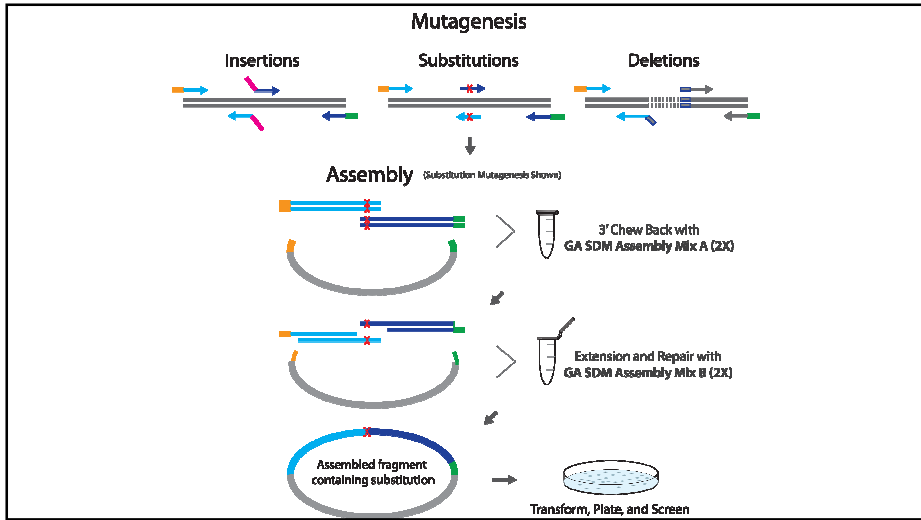 Mutagenesis
Insertions
Substitutions
Deletions
Assembly (Substitution Mutagenesis Shown)
3' Chew Back with
GA SDM Assembly Mix A (2X)
Extension and Repair with
GA SDM Assembly Mix B (2X)
Assembled fragment
containing substitution
Transform, Plate, and Screen